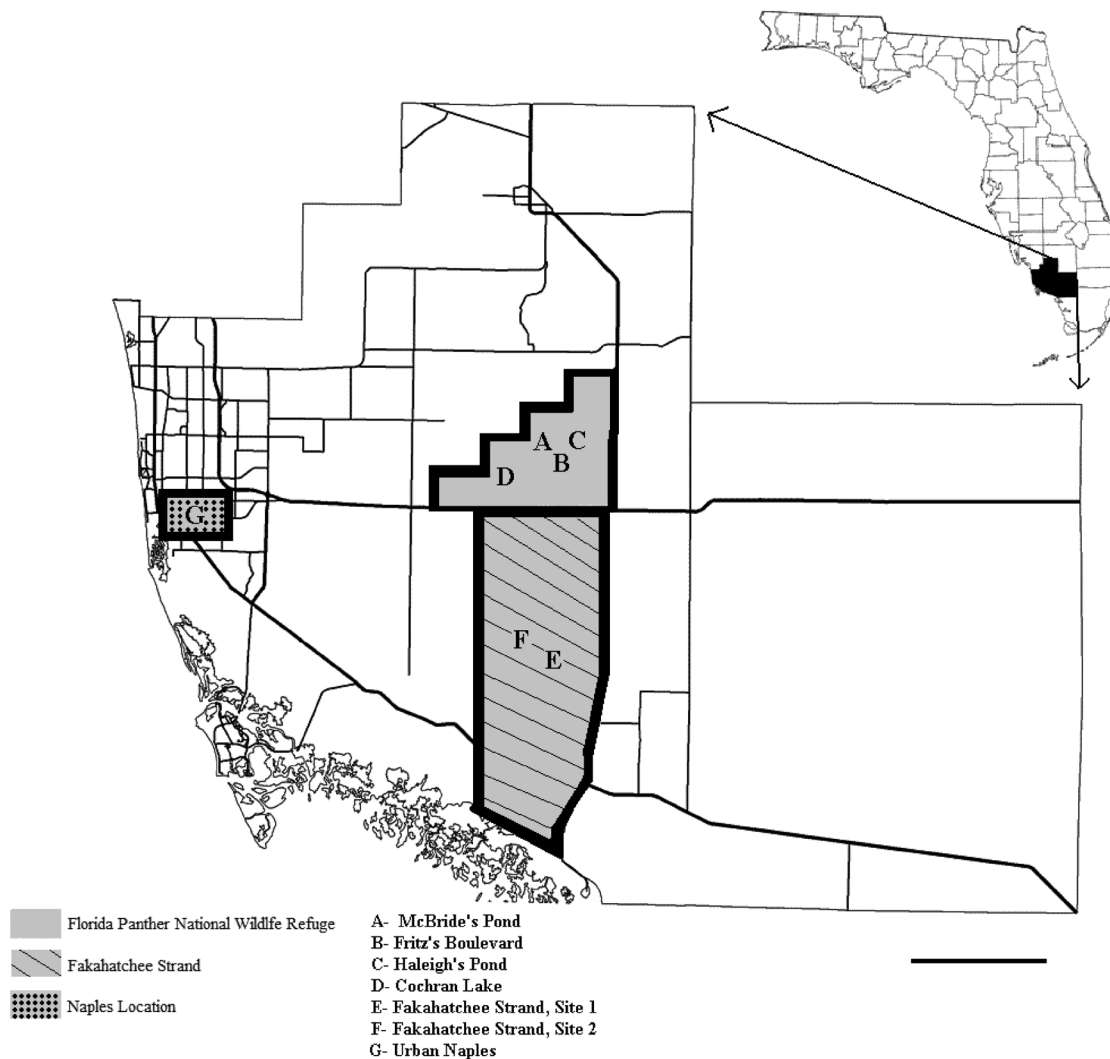 A
C
B
D
G
F
E
Florida Panther National Wildlfe Refuge
Fakahatchee Strand
Naples Location
A- McBride's Pond
B- Fritz's Boulevard
C- Haleigh's Pond
D- Cochran Lake
E- Fakahatchee Strand, Site 1
F- Fakahatchee Strand, Site 2
G- Urban Naples